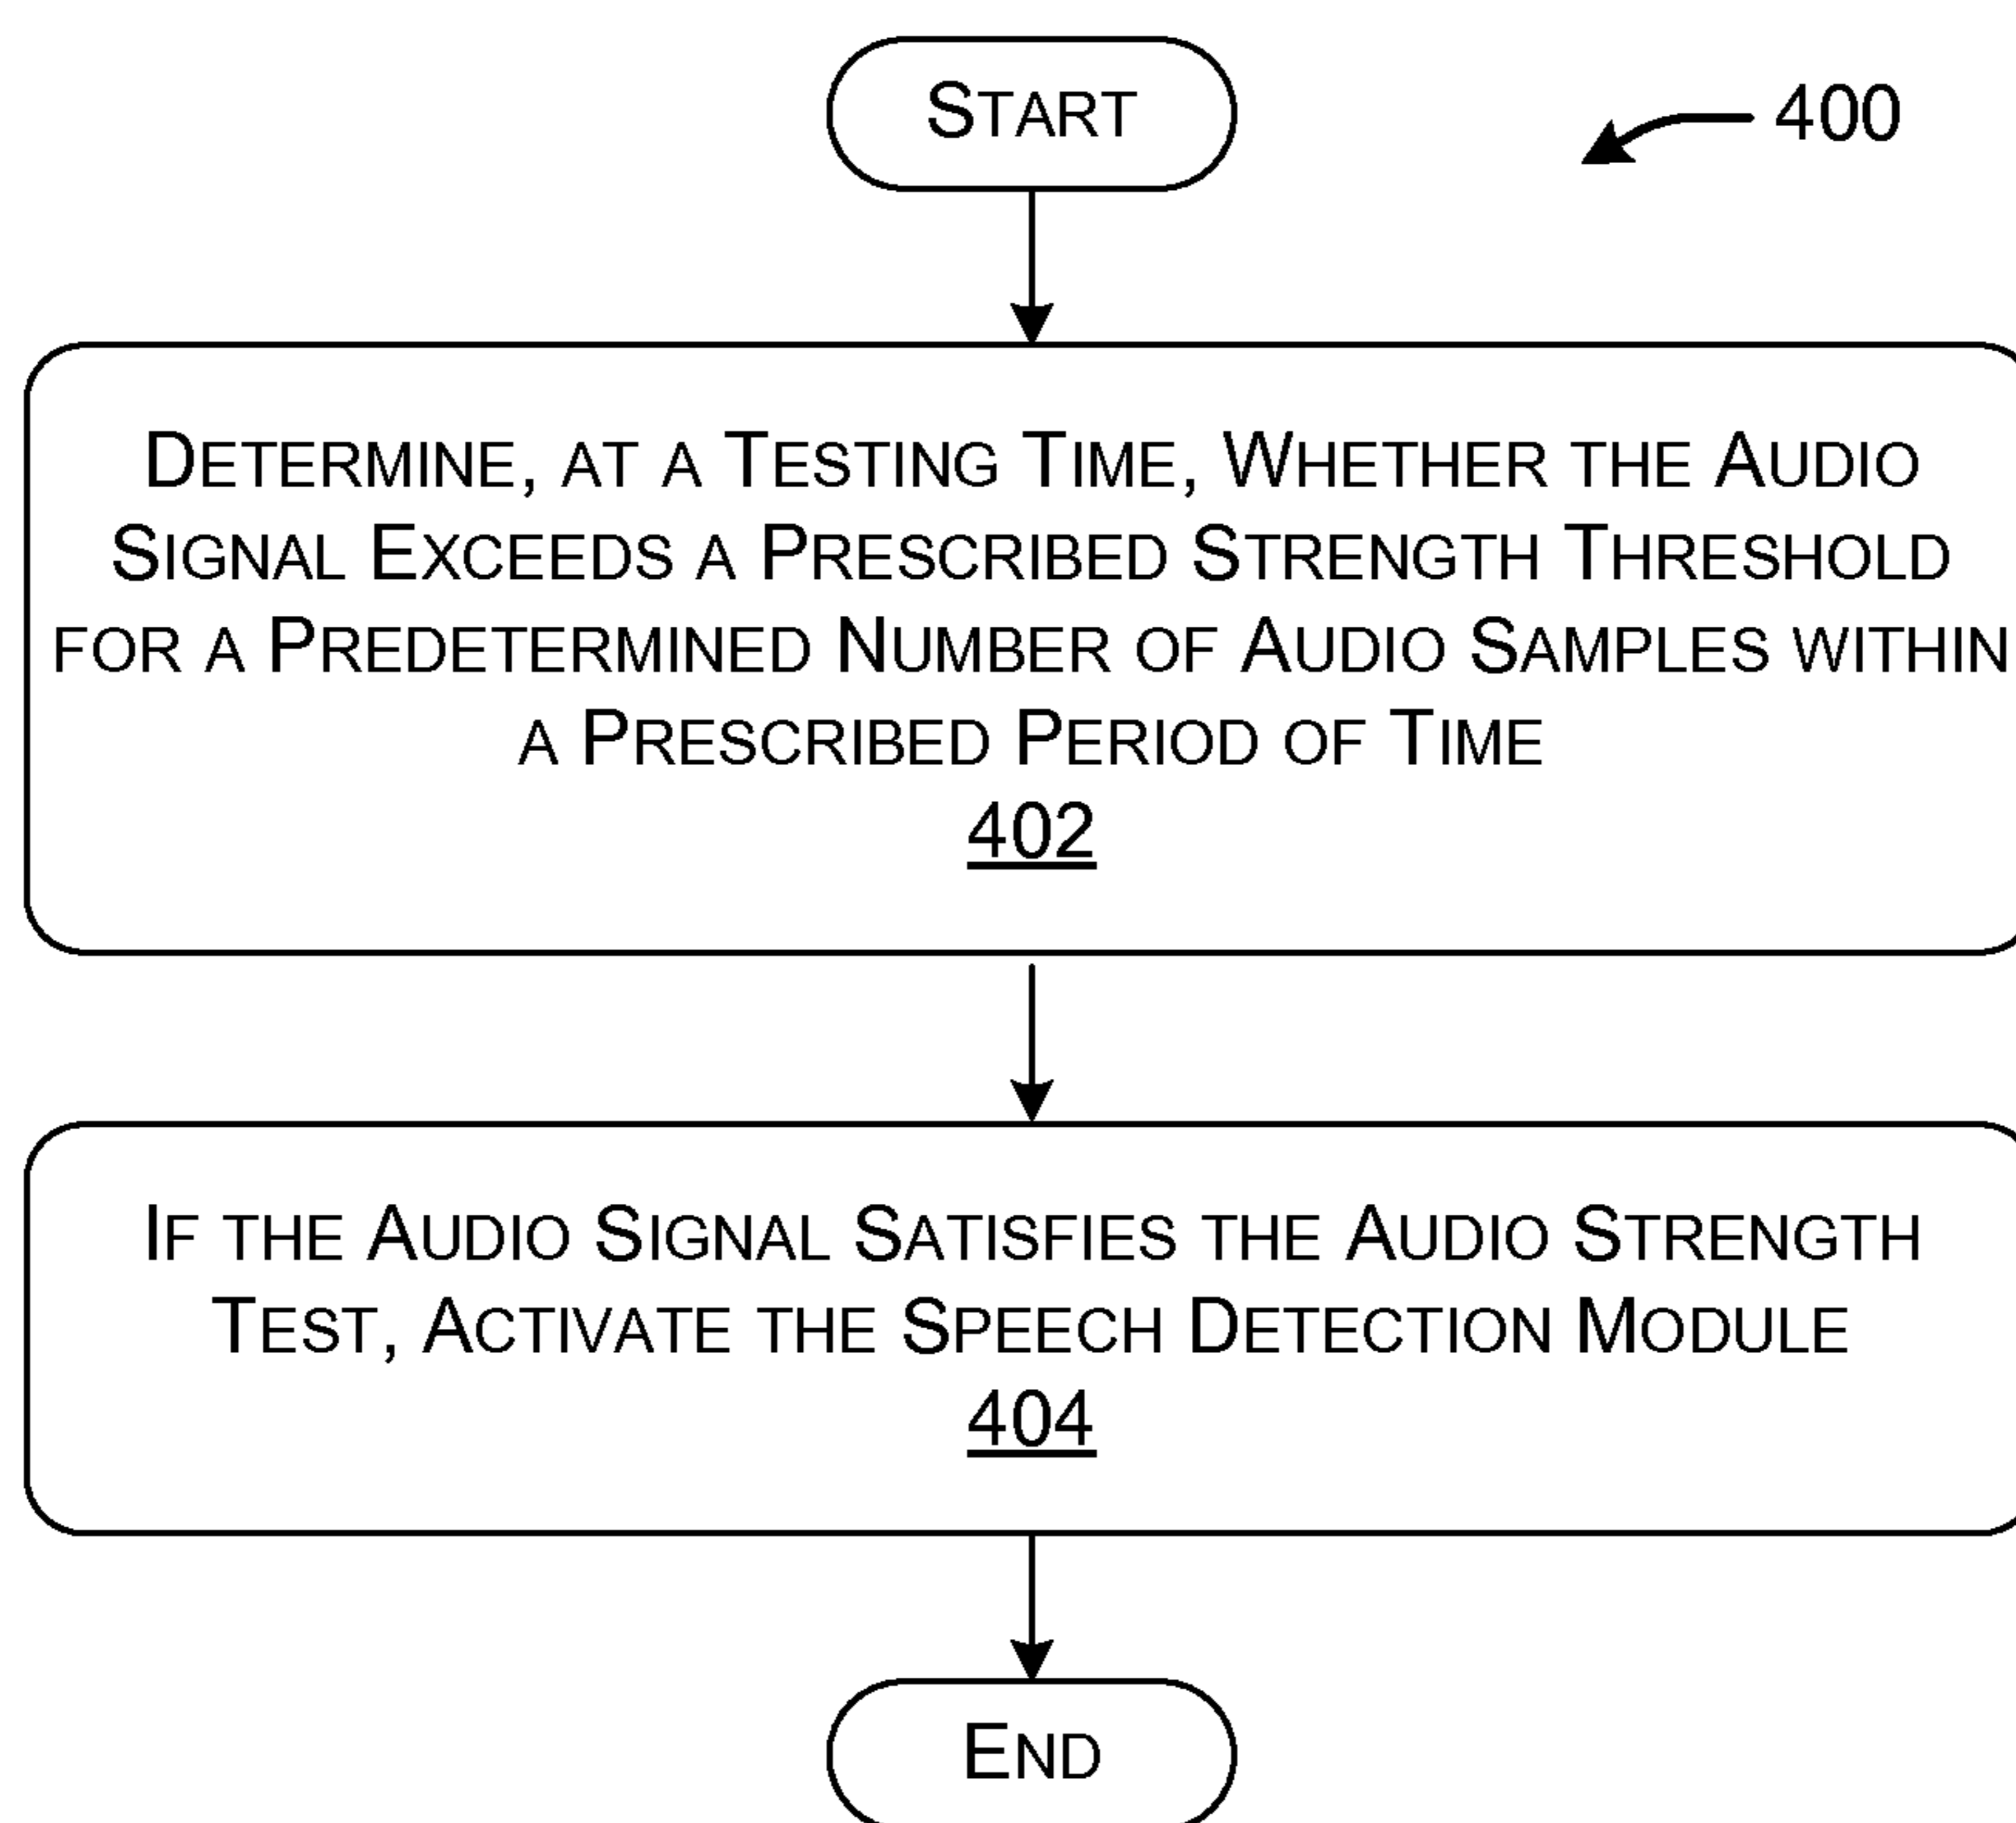 START
400
DETERMINE, AT A TESTING TIME, WHETHER THE AUDIO
SIGNAL EXCEEDS A PRESCRIBED STRENGTH THRESHOLD
FOR A PREDETERMINED NUMBER OF AUDIO SAMPLES WITHIN
A PRESCRIBED PERIOD OF TIME
402
IF THE AUDIO SIGNAL SATISFIES THE AUDIO STRENGTH
TEST, ACTIVATE THE SPEECH DETECTION MODULE
404
END